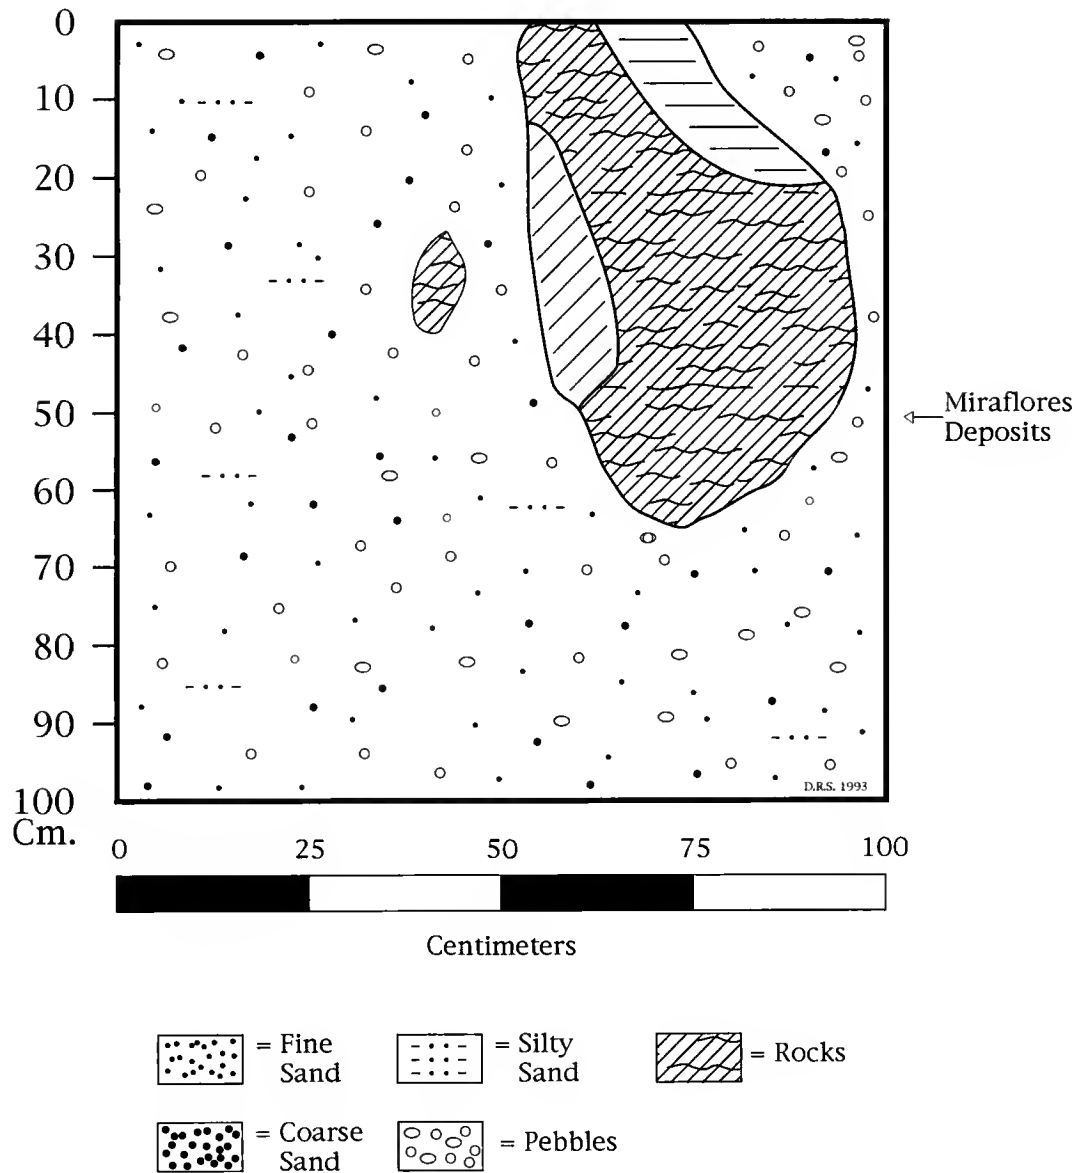 0
10
20
30
40
50
60
70
80
90
100
Cm.
Miraflores
Deposits
D.R.S. 1993
0 25 50 75 100
Centimeters
= Fine
Sand
= Silty
Sand
= Rocks
= Coarse
Sand
= Pebbles